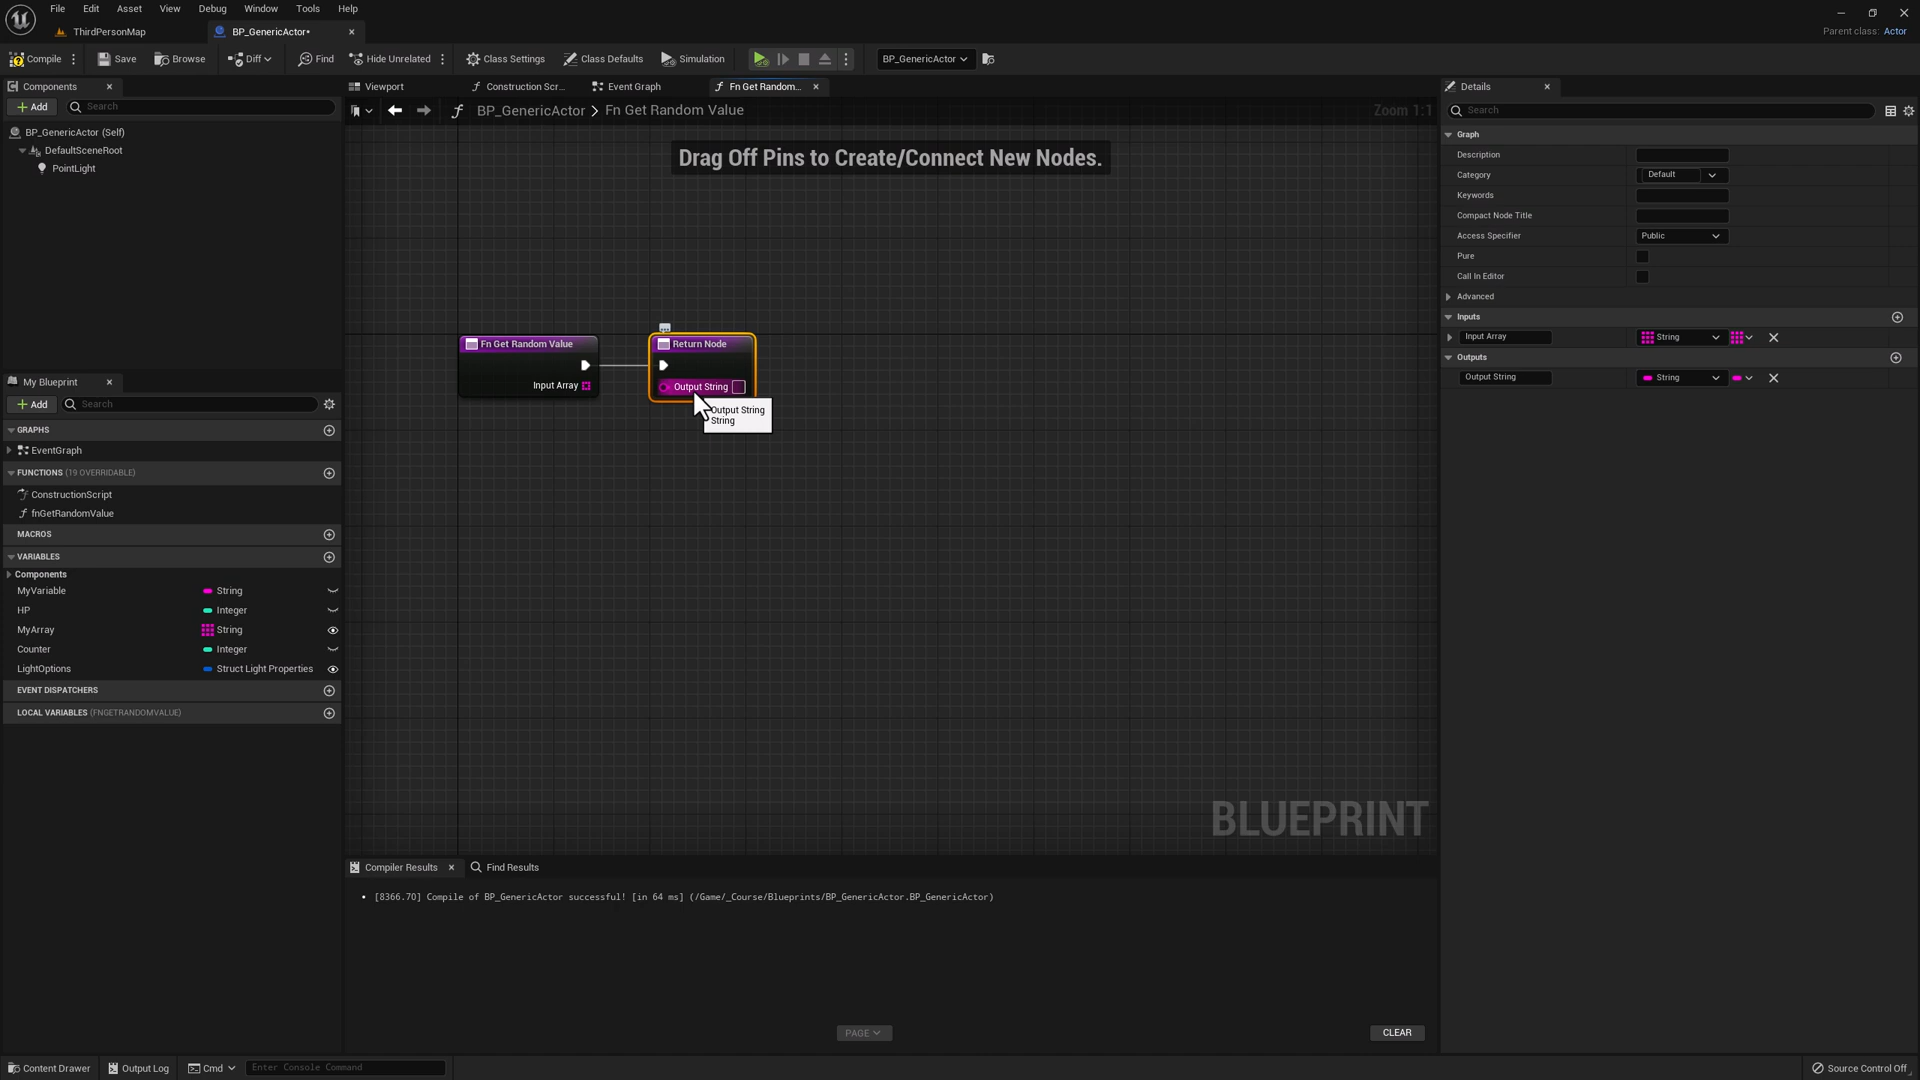 File Edit Asset View Debug Window Tools Help
ThirdPersonMap BP_GenericActor•
Parent class: Actor
Compile Save Browse Diff Find Hide Unrelated Class Settings Class Defaults Simulation BP_GenericActor
Components
Add Search
BP_GenericActor (Self)
DefaultSceneRoot
PointLight
My Blueprint
Add Search
GRAPHS
EventGraph
FUNCTIONS (19 OVERRIDABLE)
ConstructionScript
fnGetRandomValue
MACROS
VARIABLES
Components
MyVariable String
HP Integer
MyArray String
Counter Integer
LightOptions Struct Light Properties
EVENT DISPATCHERS
LOCAL VARIABLES (FNGETRANDOMVALUE)
Viewport Construction Scr... Event Graph Fn Get Random...
BP_GenericActor > Fn Get Random Value Zoom 1:1
Drag Off Pins to Create/Connect New Nodes.
Fn Get Random Value
Input Array
Return Node
Output String
Output String
String
BLUEPRINT
Compiler Results Find Results
• [8366.70] Compile of BP_GenericActor successful! [in 64 ms] (/Game/_Course/Blueprints/BP_GenericActor.BP_GenericActor)
PAGE CLEAR
Details
Search
Graph
Description
Category Default
Keywords
Compact Node Title
Access Specifier Public
Pure
Call In Editor
Advanced
Inputs
Input Array String
Outputs
Output String String
Content Drawer Output Log Cmd Enter Console Command Source Control Off